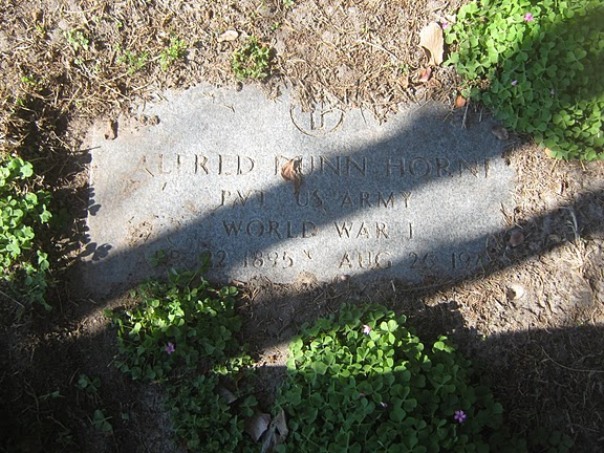 ALFRED DUNN HORNE
PVT US ARMY
WORLD WAR I
1895 AUG 26